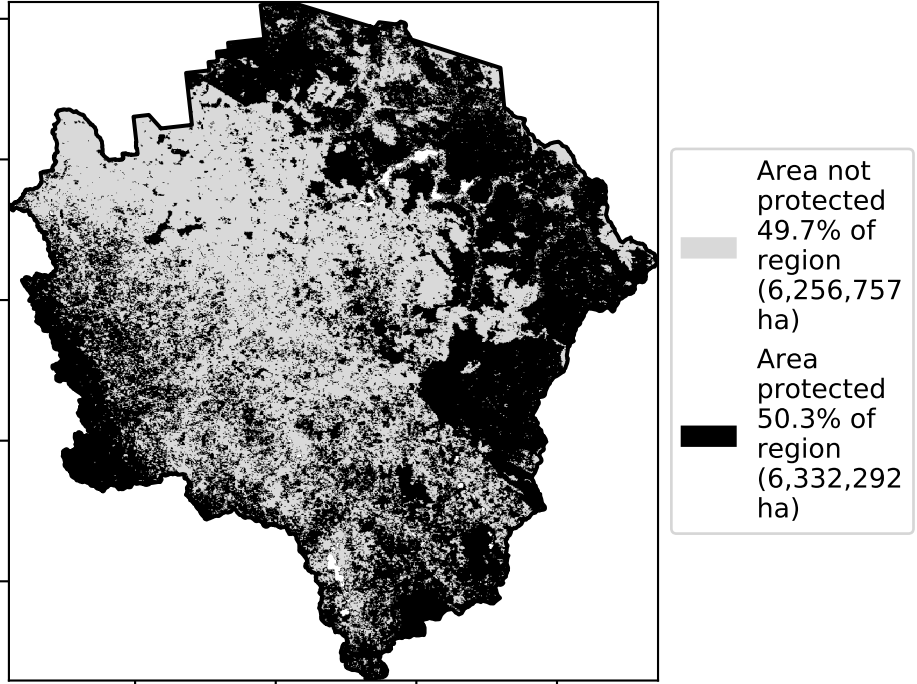 Area not
protected
49.7% of
region
(6,256,757
ha)
Area
protected
50.3% of
region
(6,332,292
ha)